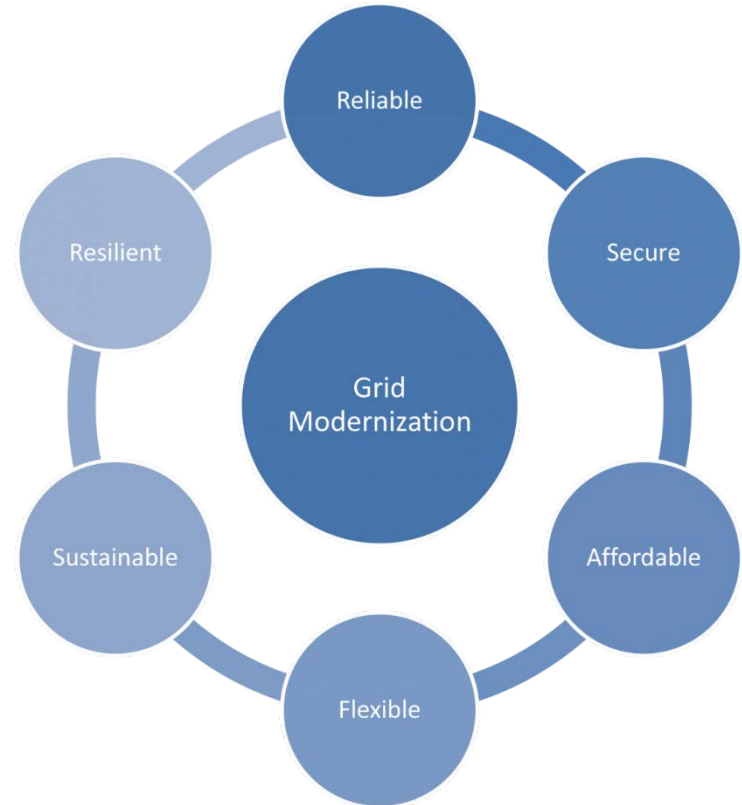 Reliable
Secure
Affordable
Flexible
Sustainable
Resilient
Grid
Modernization